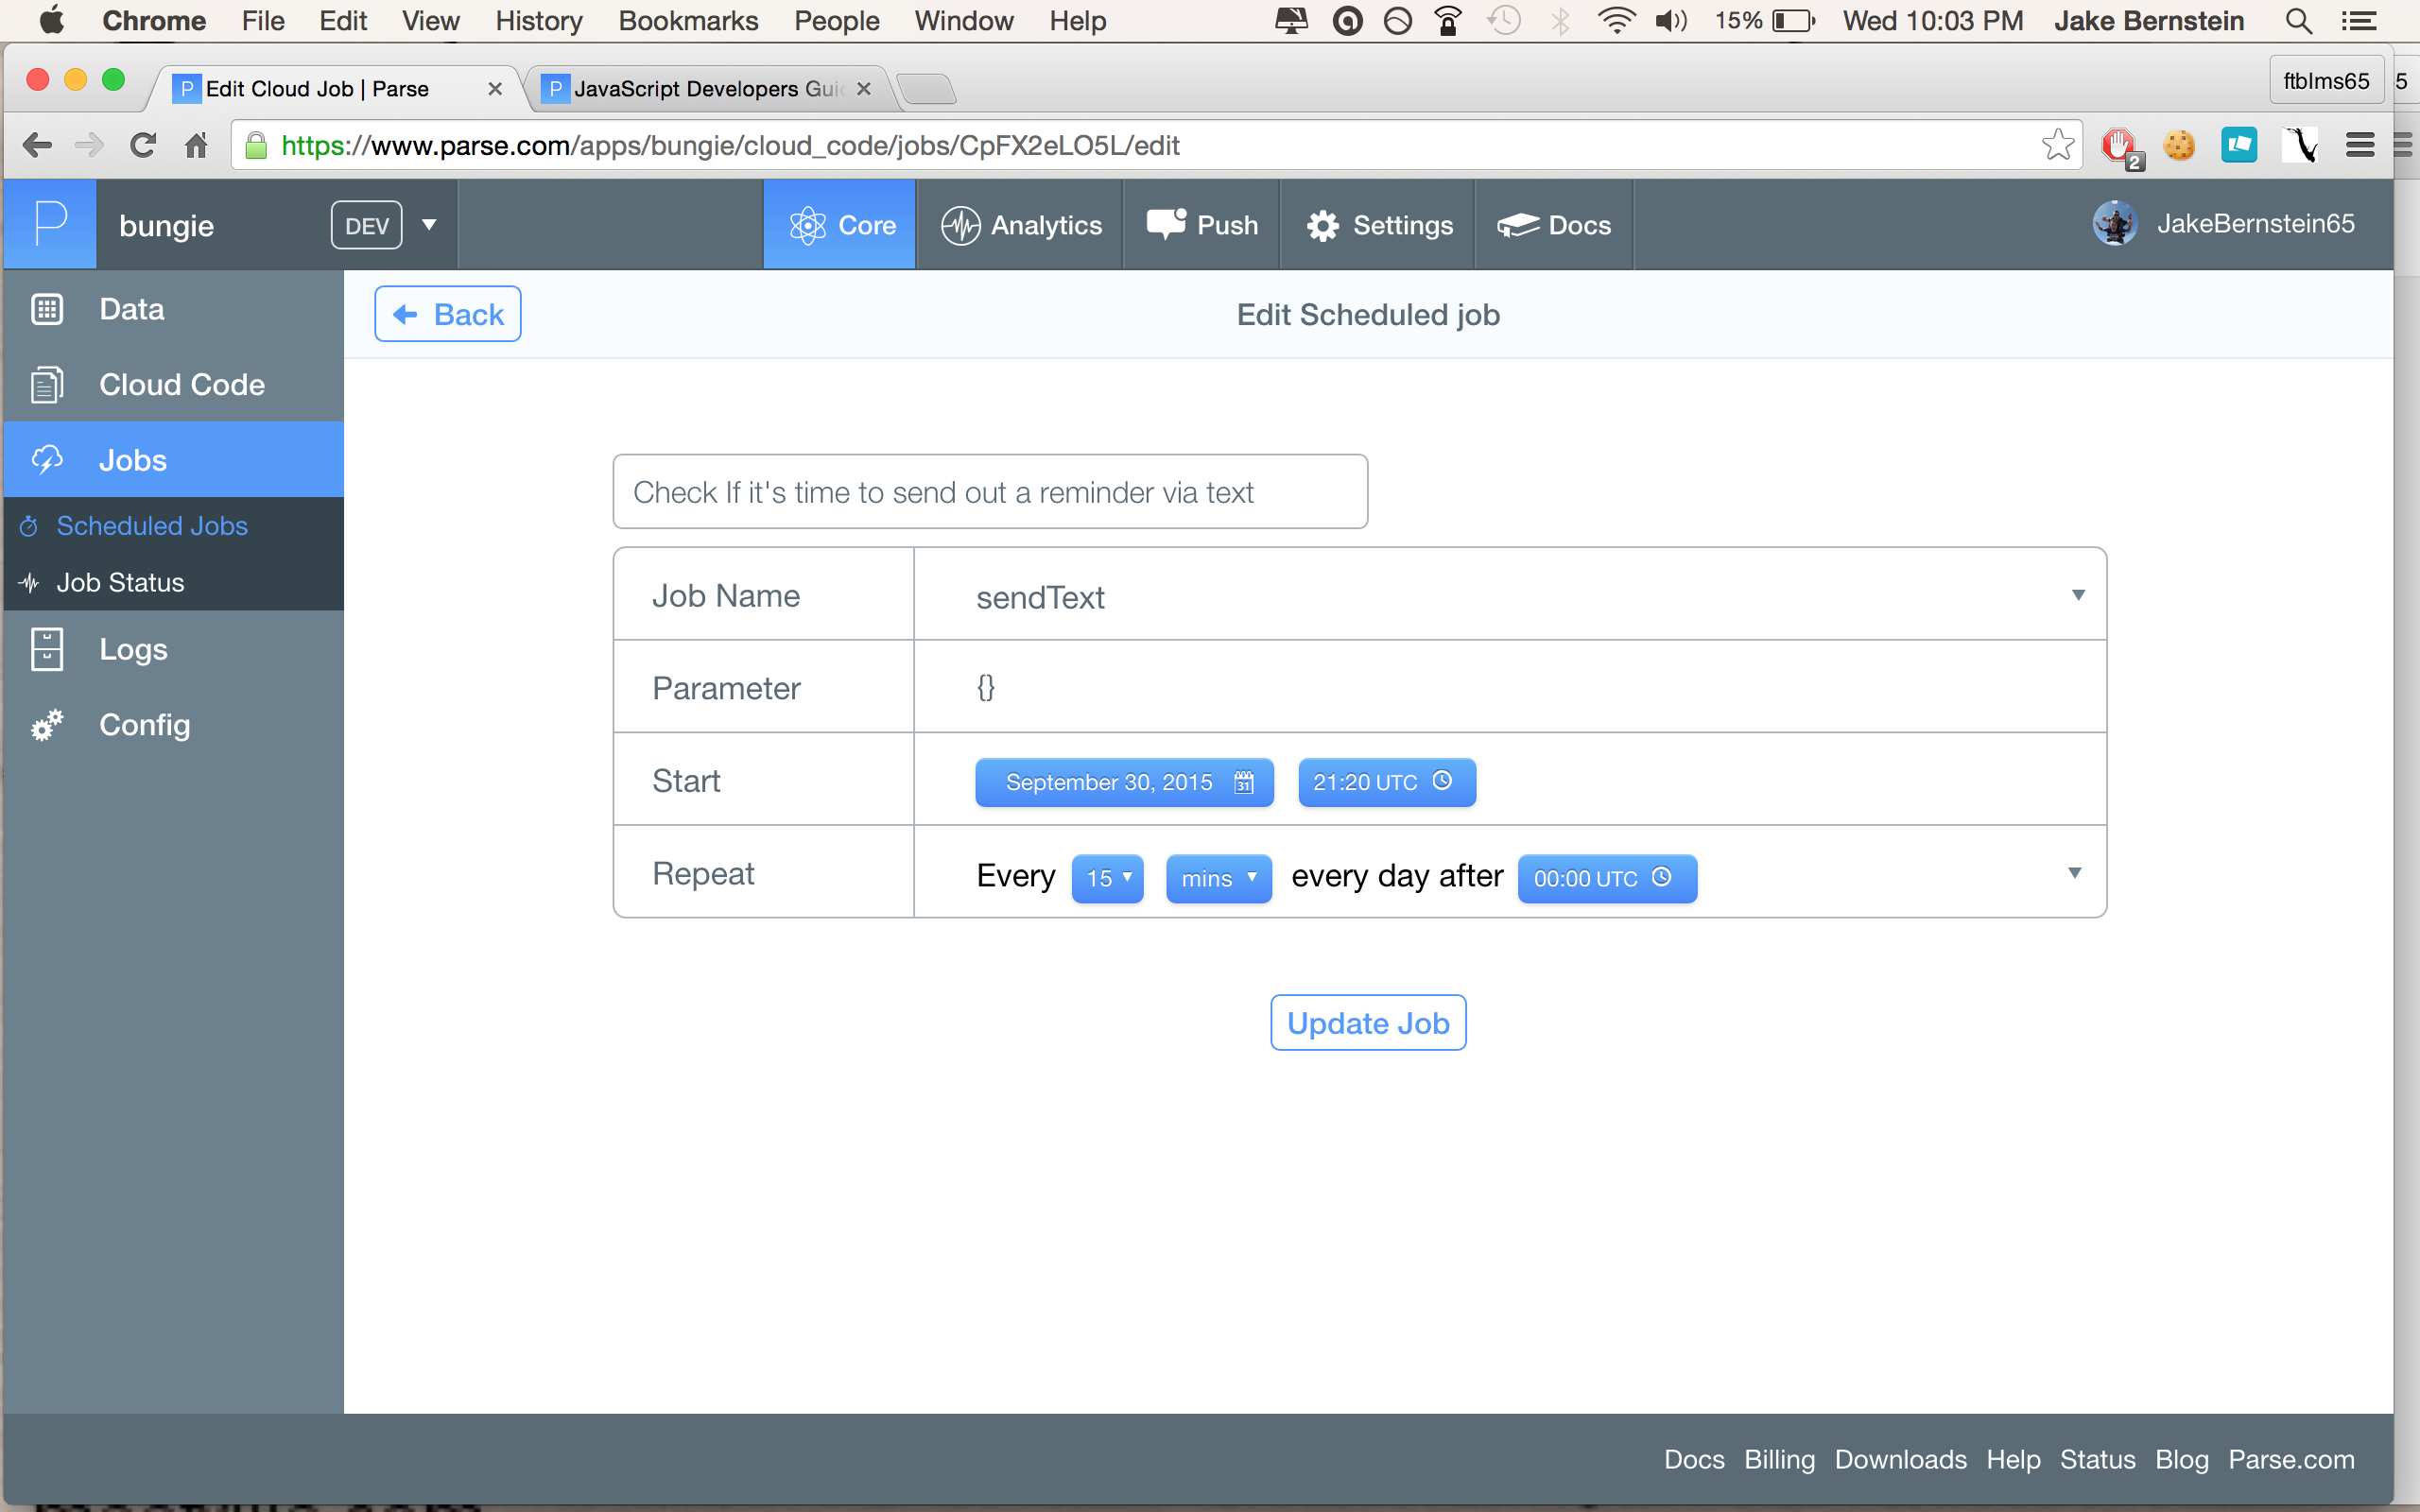 Chrome File Edit View History Bookmarks People Window Help 15% Wed 10:03 PM Jake Bernstein
P Edit Cloud Job | Parse P JavaScript Developers Gui ftblms65 5
https://www.parse.com/apps/bungie/cloud_code/jobs/CpFX2eLO5L/edit 2
P bungie DEV Core Analytics Push Settings Docs JakeBernstein65
Data
Cloud Code
Jobs
Scheduled Jobs
Job Status
Logs
Config
Back Edit Scheduled job
Check If it's time to send out a reminder via text
Job Name sendText
Parameter {}
Start September 30, 2015 31 21:20 UTC
Repeat Every 15 mins every day after 00:00 UTC
Update Job
Docs Billing Downloads Help Status Blog Parse.com